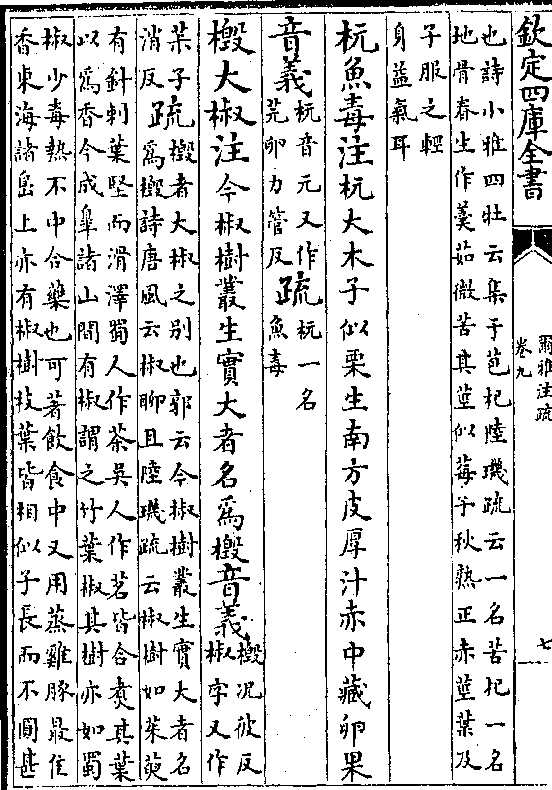 欽定四庫全書
爾雅注疏
卷九
七
也詩小雅四牡云集于苞杞陸璣疏云一名苦杞一名
地骨春生作羹茹微苦其莖似莓子秋熟正赤莖葉及
子服之輕
身益氣耳
杬魚毒注杬大木子似栗生南方皮厚汁赤中藏卵果
音義杬音元又作
芫卵力管反疏杬一名
魚毒
檓大椒注今椒樹叢生實大者名為檓音義檓況彼反
椒字又作
茮子
消反疏檓者大椒之别也郭云今椒樹叢生實大者名
為檓詩唐風云椒聊且陸璣疏云椒樹如茱萸
有針刺葉堅而滑澤蜀人作茶吳人作茗皆合煮其葉
以為香今成臯諸山間有椒謂之竹葉椒其樹亦如蜀
椒少毒熱不中合藥也可著飲食中又用蒸雞豚最佳
香東海諸島上亦有椒樹枝葉皆相似子長而不圓甚